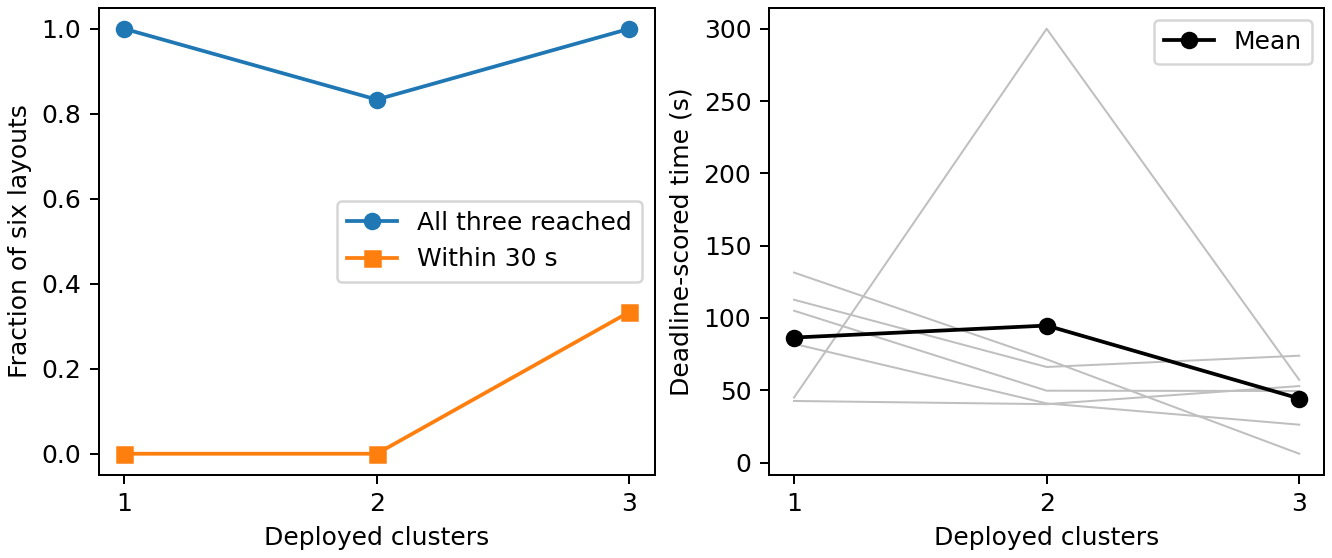 1.0
0.8
0.6
0.4
0.2
0.0
Fraction of six layouts
All three reached
Within 30 s
1 2 3
Deployed clusters
300
250
200
150
100
50
0
Deadline-scored time (s)
Mean
1 2 3
Deployed clusters